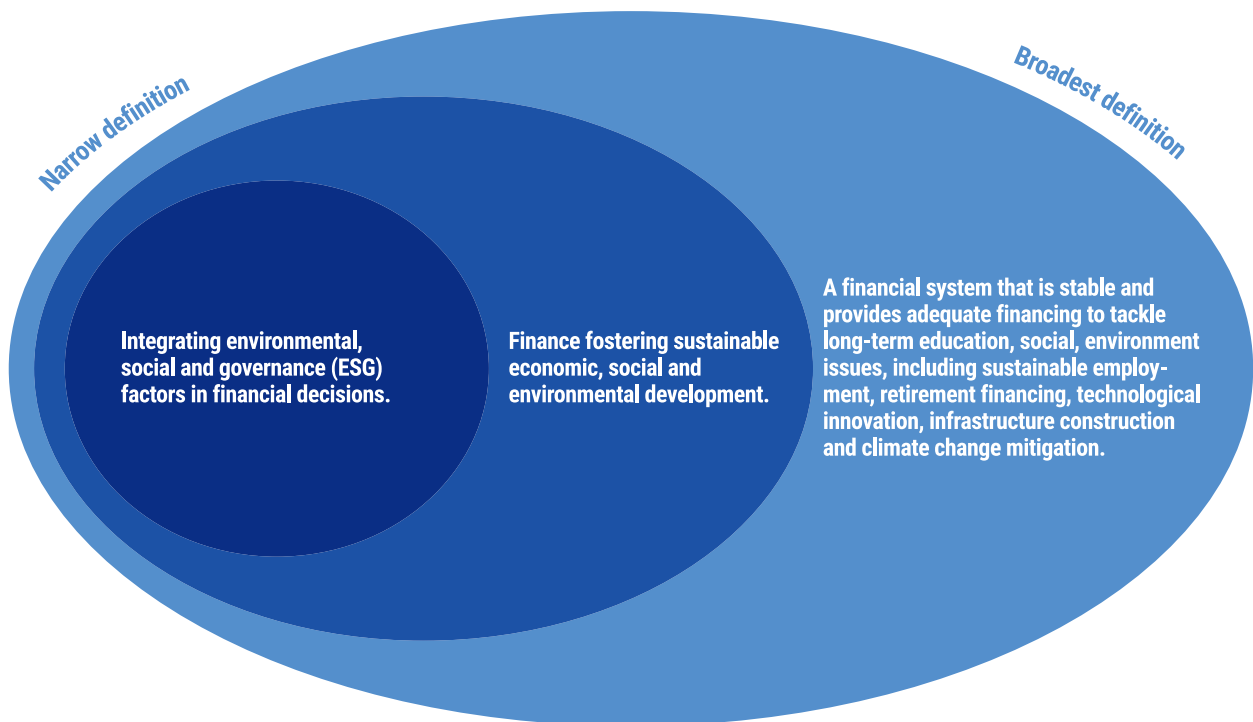 Narrow definition
Broadest definition
Integrating environmental,
social and governance (ESG)
factors in financial decisions.
Finance fostering sustainable
economic, social and
environmental development.
A financial system that is stable and
provides adequate financing to tackle
long-term education, social, environment
issues, including sustainable employ-
ment, retirement financing, technological
innovation, infrastructure construction
and climate change mitigation.